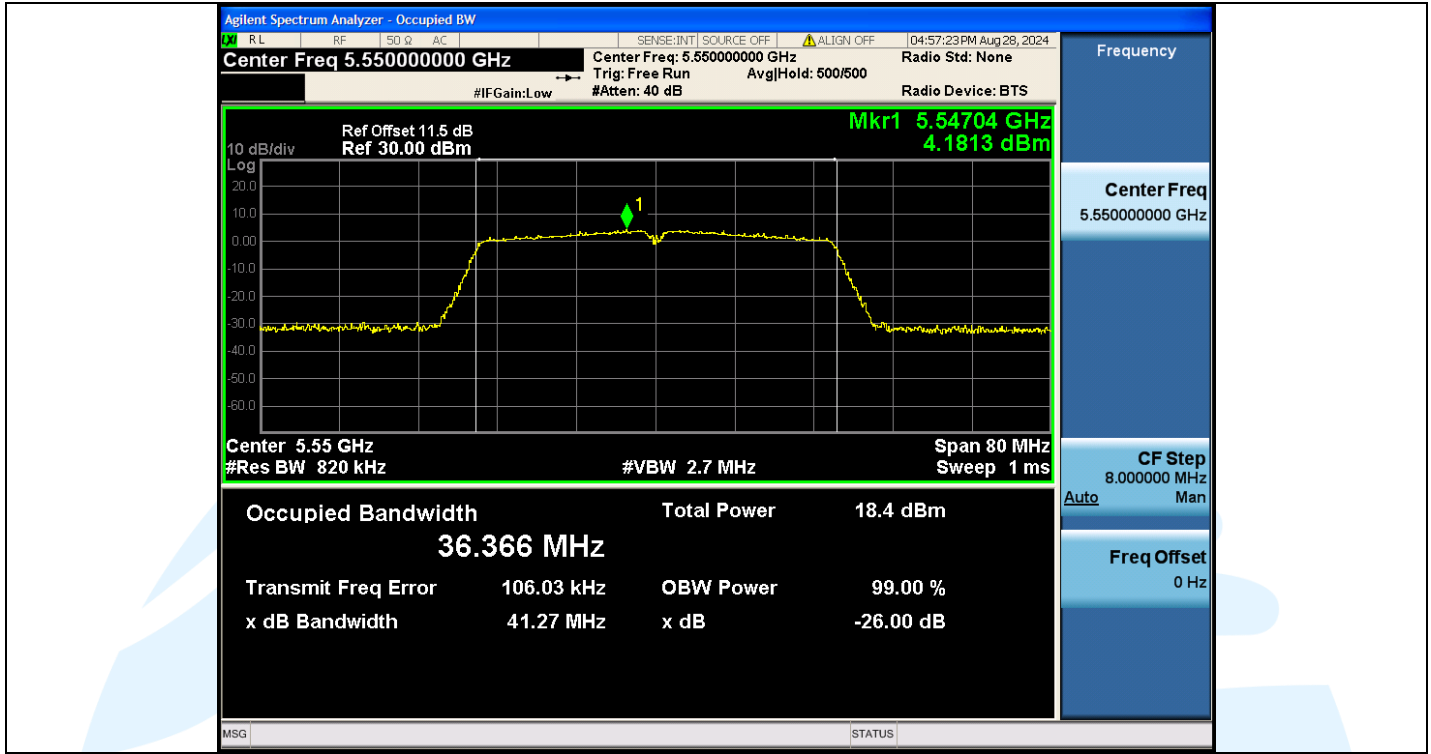 Agilent Spectrum Analyzer - Occupied BW
LXI RL RF 50 Ω AC SENSE:INT SOURCE OFF ALIGN OFF 04:57:23 PM Aug 28, 2024
Center Freq 5.550000000 GHz
Center Freq: 5.550000000 GHz
Radio Std: None
Trig: Free Run
Avg|Hold: 500/500
#IFGain:Low
#Atten: 40 dB
Radio Device: BTS
Mkr1 5.54704 GHz
4.1813 dBm
Ref Offset 11.5 dB
10 dB/div
Ref 30.00 dBm
Log
20.0
10.0
0.00
-10.0
-20.0
-30.0
-40.0
-50.0
-60.0
1
Center 5.55 GHz
Span 80 MHz
#Res BW 820 kHz
#VBW 2.7 MHz
Sweep 1 ms
Occupied Bandwidth
36.366 MHz
Total Power 18.4 dBm
Transmit Freq Error 106.03 kHz
OBW Power 99.00 %
x dB Bandwidth 41.27 MHz
x dB -26.00 dB
MSG
STATUS
Frequency
Center Freq
5.550000000 GHz
CF Step
8.000000 MHz
Auto Man
Freq Offset
0 Hz